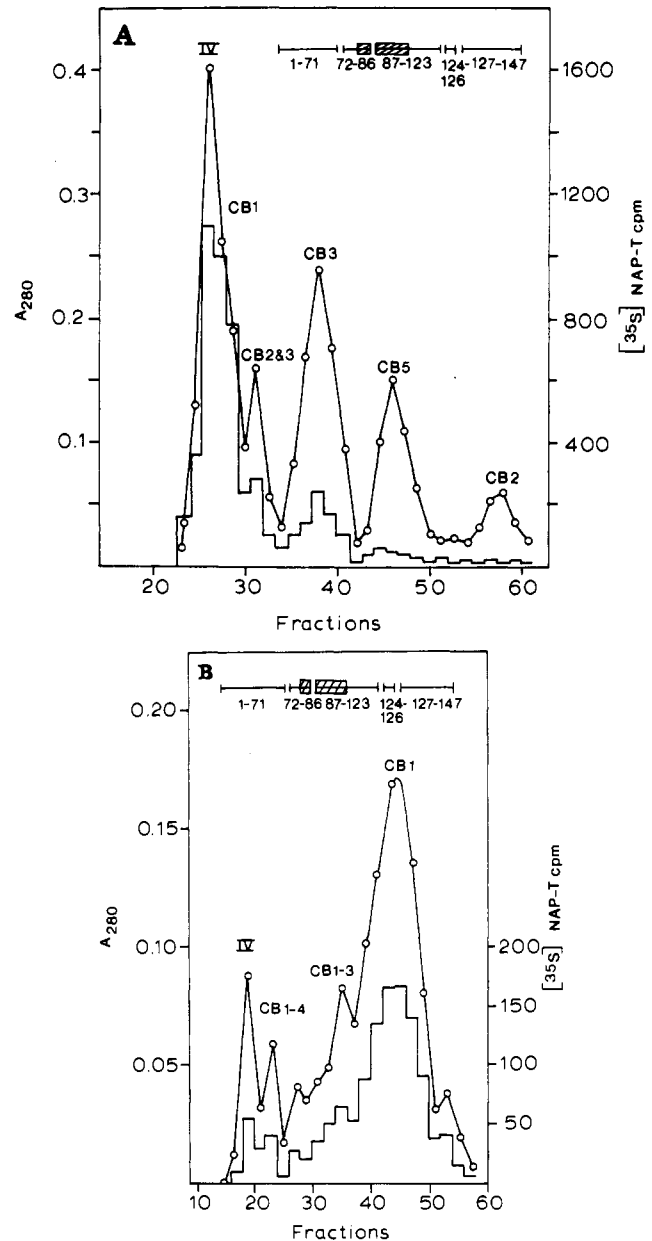 A
IV
1-71 72-86 87-123 124-127-147
126
CB1
CB2&3
CB3
CB5
CB2
0.4
0.3
0.2
0.1
A280
1600
1200
800
400
[35S] NAP-T cpm
20 30 40 50 60
Fractions
B
1-71 72-86 87-123 124-127-147
126
IV
CB1-4
CB1-3
CB1
0.20
0.15
0.10
0.05
A280
200
150
100
50
[35S] NAP-T cpm
10 20 30 40 50 60
Fractions